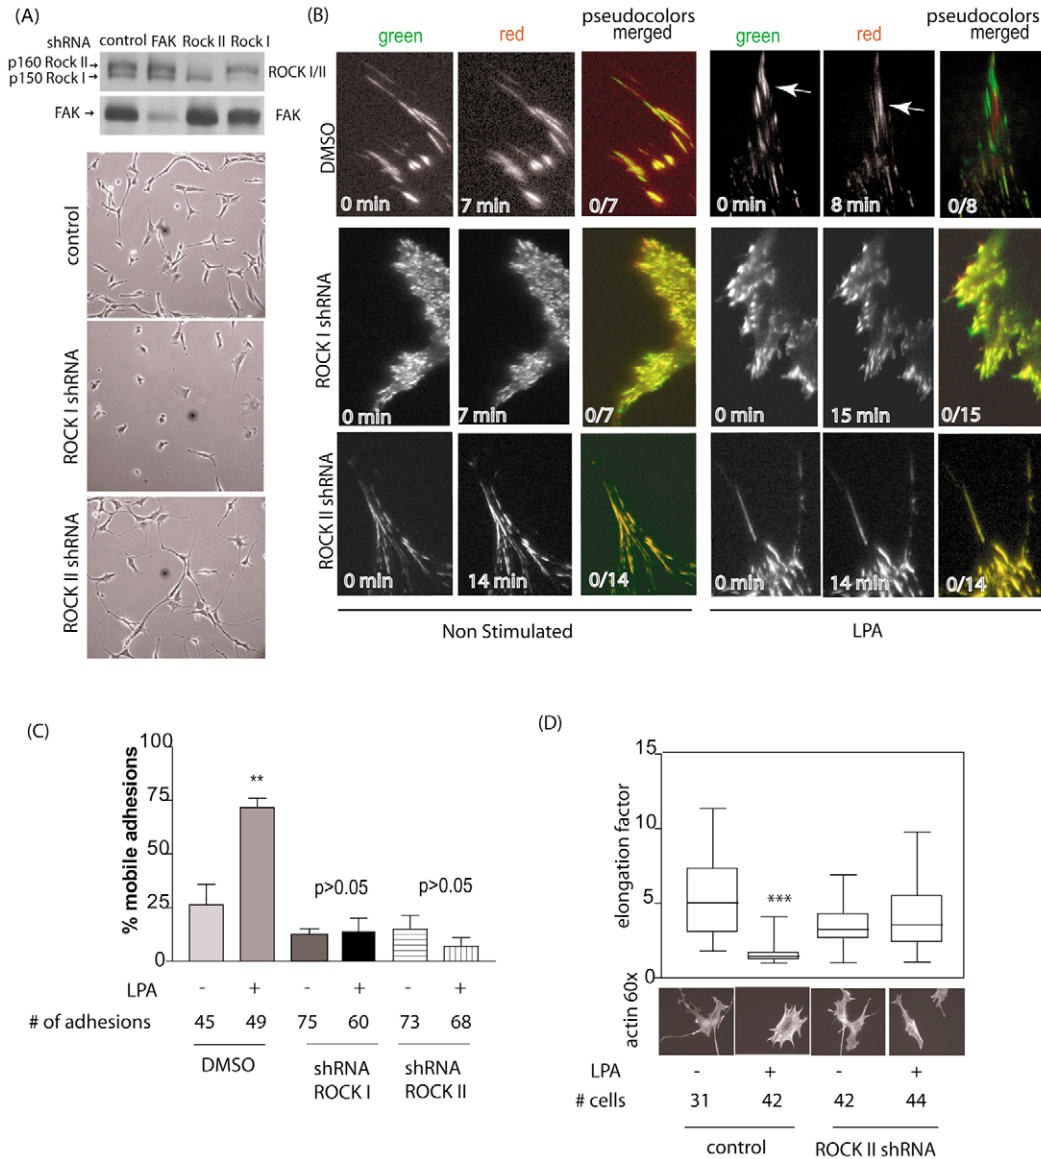 (A)
shRNA control FAK Rock II Rock I
p160 Rock II→
p150 Rock I→
ROCK I/II
FAK →
FAK
control
ROCK I shRNA
ROCK II shRNA
(B)
green red pseudocolors merged green red pseudocolors merged
DMSO
0 min 7 min 0/7 0 min 8 min 0/8
ROCK I shRNA
0 min 7 min 0/7 0 min 15 min 0/15
ROCK II shRNA
0 min 14 min 0/14 0 min 14 min 0/14
Non Stimulated LPA
(C)
% mobile adhesions
100
75
50
25
0
**
p>0.05 p>0.05
LPA - + - + - +
# of adhesions 45 49 75 60 73 68
DMSO shRNA ROCK I shRNA ROCK II
(D)
elongation factor
15
10
5
0
***
actin 60x
LPA - + - +
# cells 31 42 42 44
control ROCK II shRNA